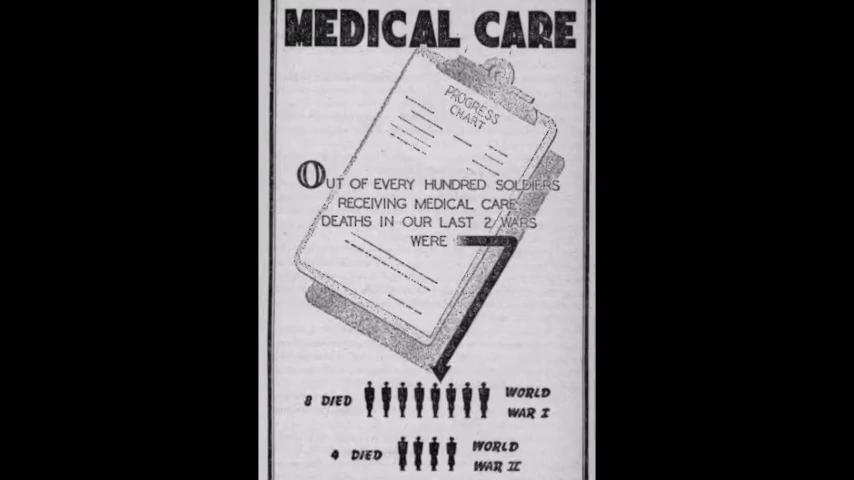 MEDICAL CARE
PROGRESS
CHART
OUT OF EVERY HUNDRED SOLDIERS
RECEIVING MEDICAL CARE
DEATHS IN OUR LAST 2 WARS
WERE
8 DIED
WORLD
WAR I
4 DIED
WORLD
WAR II